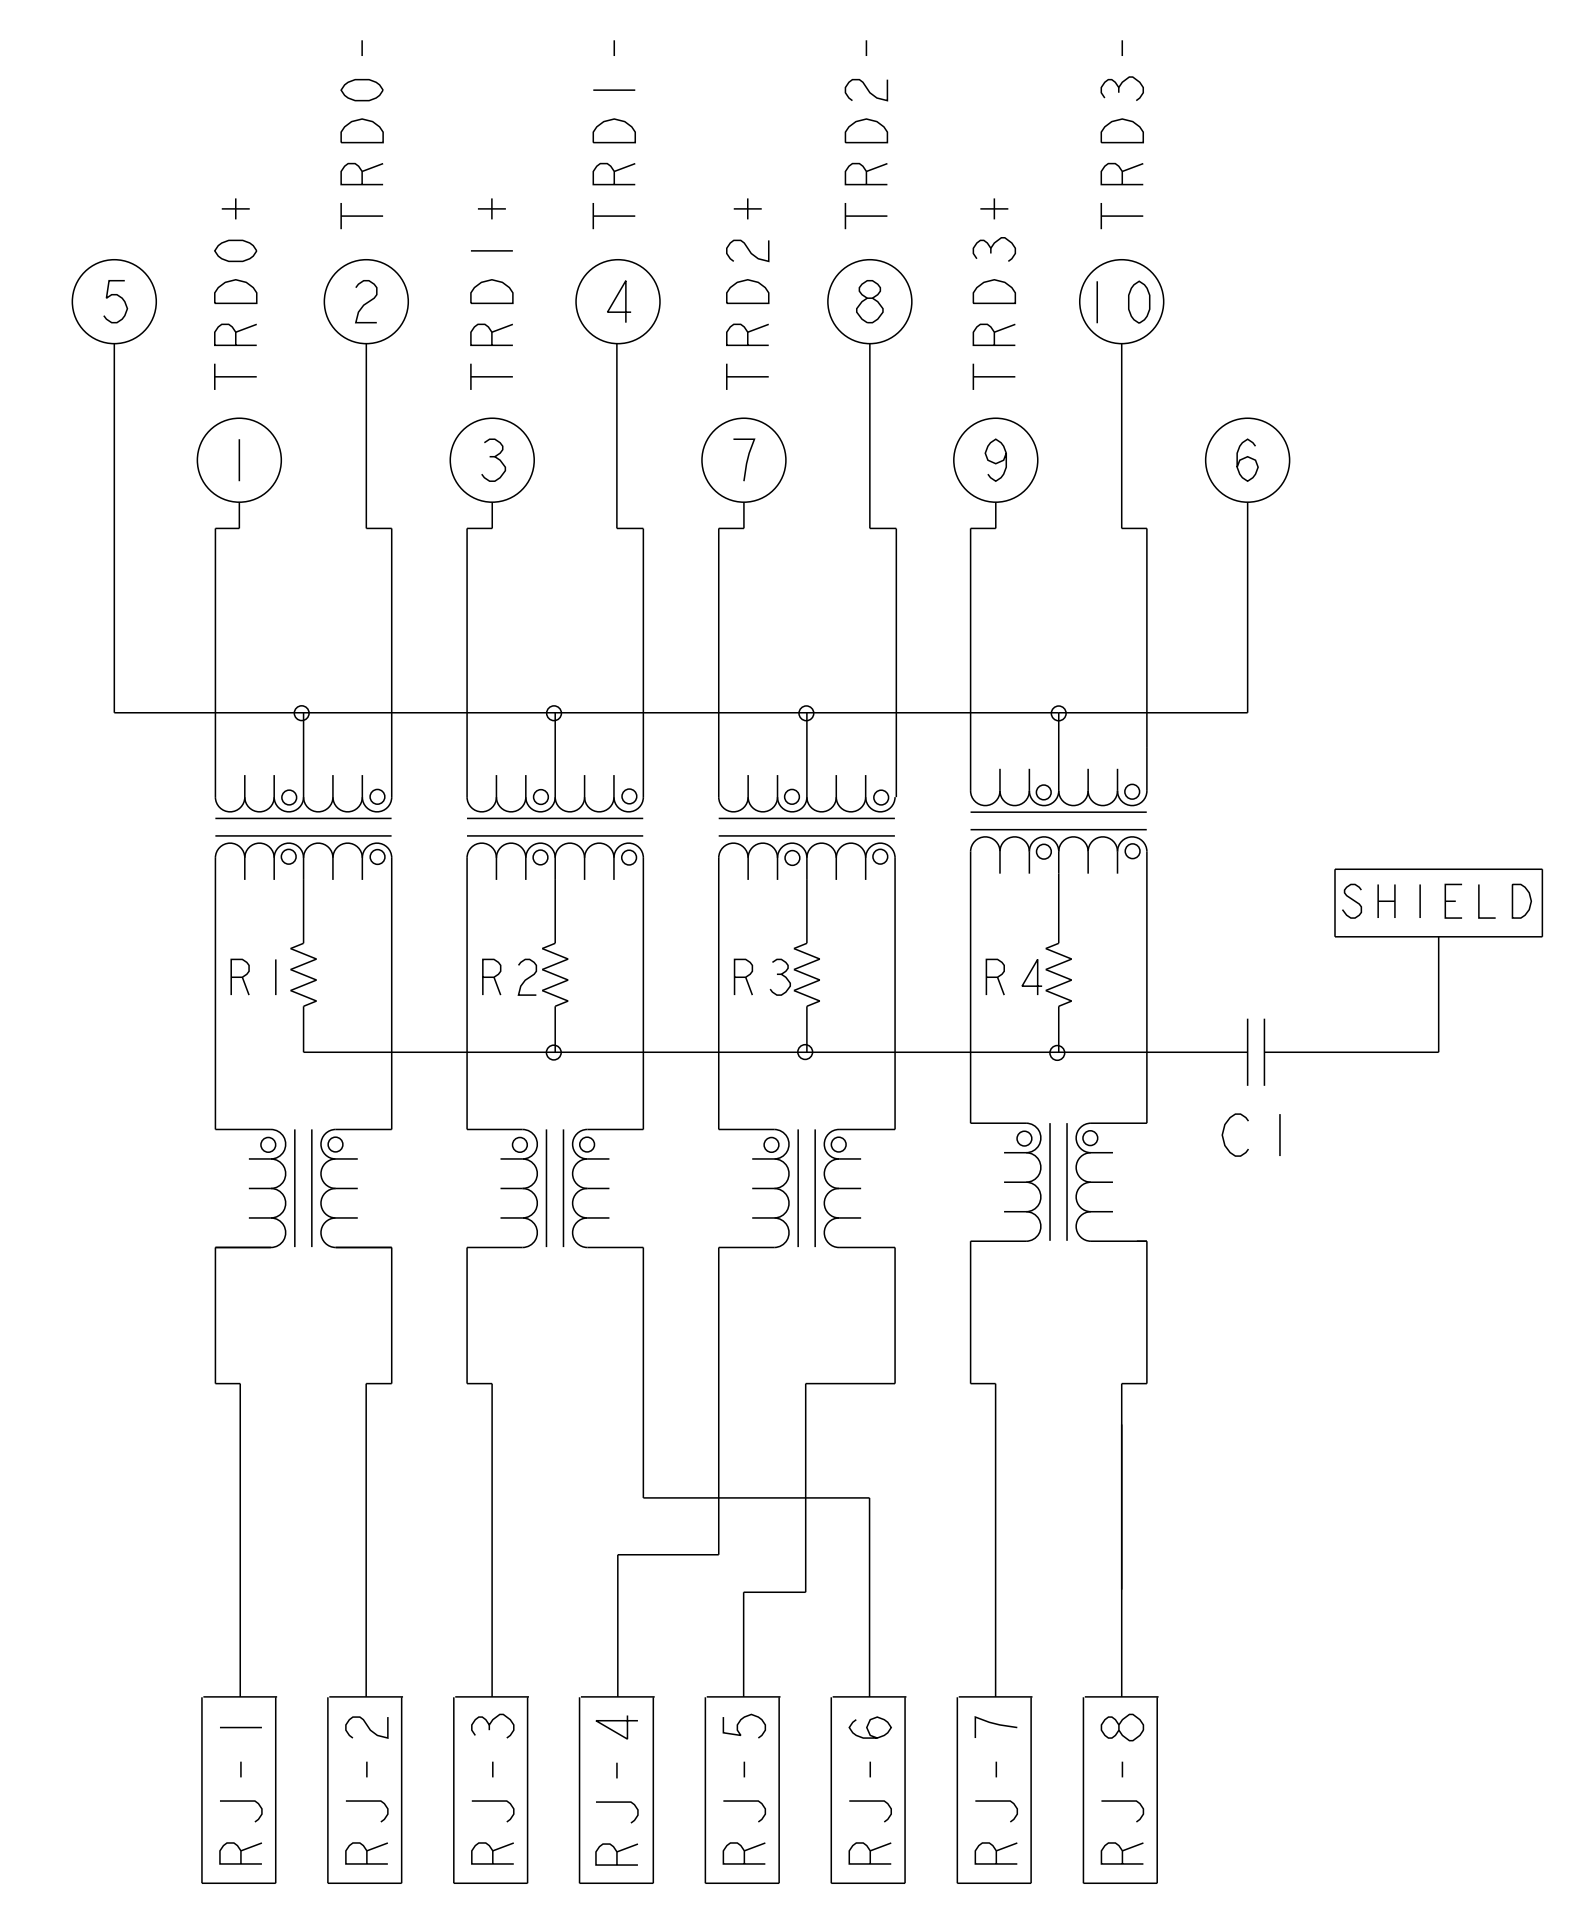 TRD0-
TRD1-
TRD2-
TRD3-
TRD0+
TRD1+
TRD2+
TRD3+
5
2
4
8
10
1
3
7
9
6
SHIELD
R1
R2
R3
R4
C1
RJ-1
RJ-2
RJ-3
RJ-4
RJ-5
RJ-6
RJ-7
RJ-8